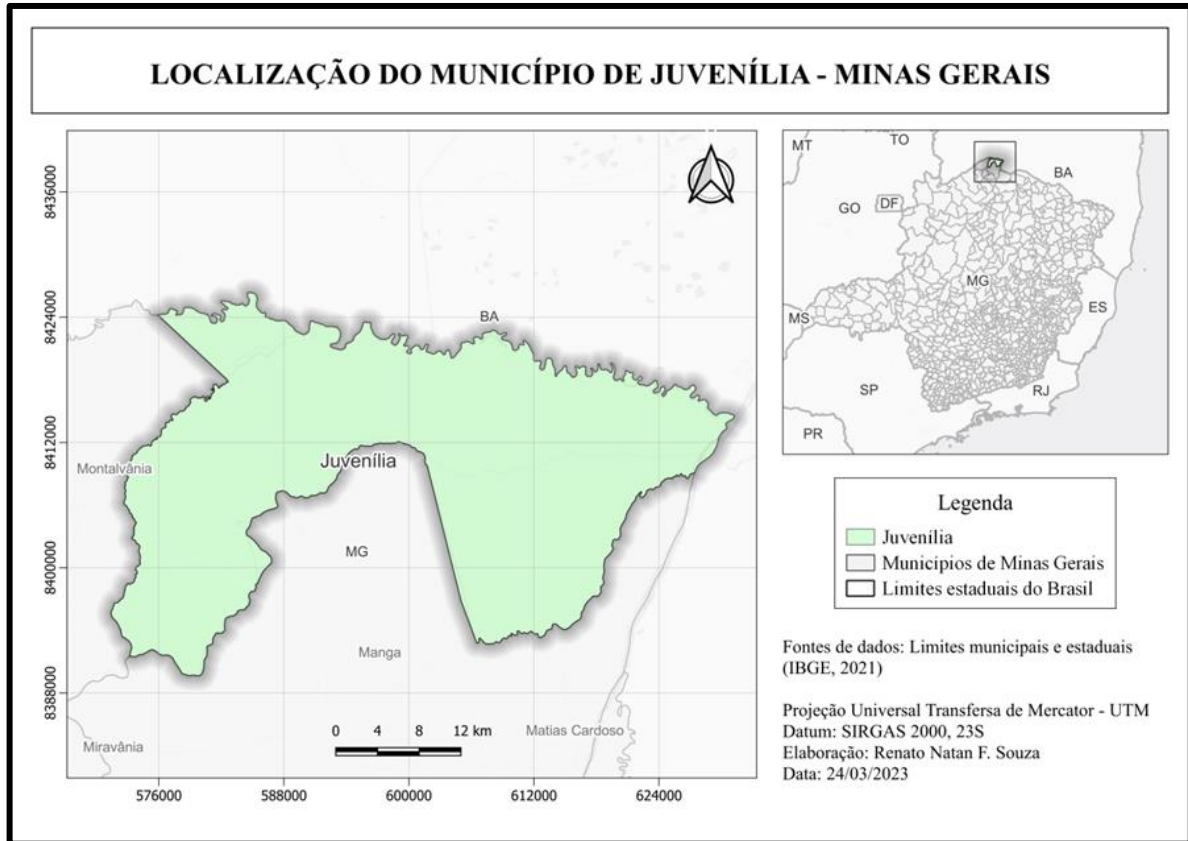 LOCALIZAÇÃO DO MUNICÍPIO DE JUVENÍLIA - MINAS GERAIS
8436000
8424000
8412000
8400000
8388000
BA
Montalvânia
Juvenília
MG
Manga
Miravânia
Matias Cardoso
0 4 8 12 km
576000 588000 600000 612000 624000
MT
TO
BA
GO
DF
MG
ES
MS
SP
RJ
PR
Legenda
Juvenília
Municípios de Minas Gerais
Limites estaduais do Brasil
Fontes de dados: Limites municipais e estaduais
(IBGE, 2021)
Projeção Universal Transfersa de Mercator - UTM
Datum: SIRGAS 2000, 23S
Elaboração: Renato Natan F. Souza
Data: 24/03/2023